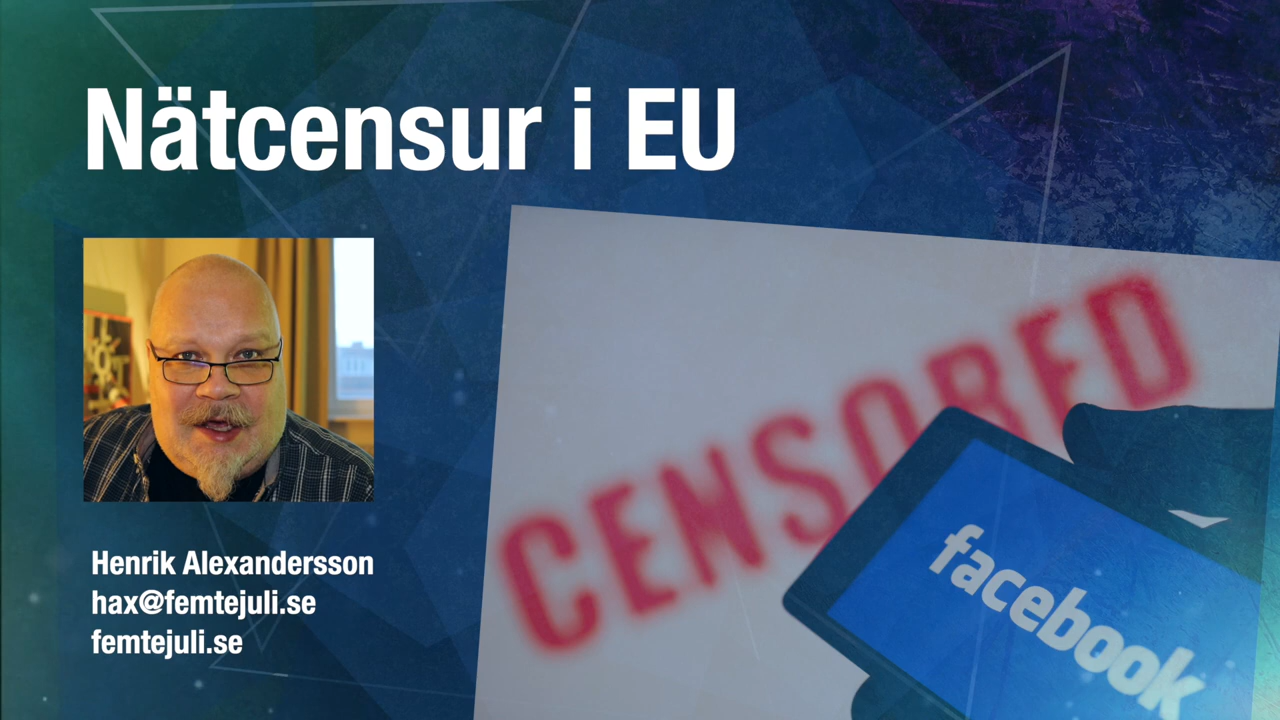 Nätcensur i EU
CENSORED
facebook
Henrik Alexandersson
hax@femtejuli.se
femtejuli.se